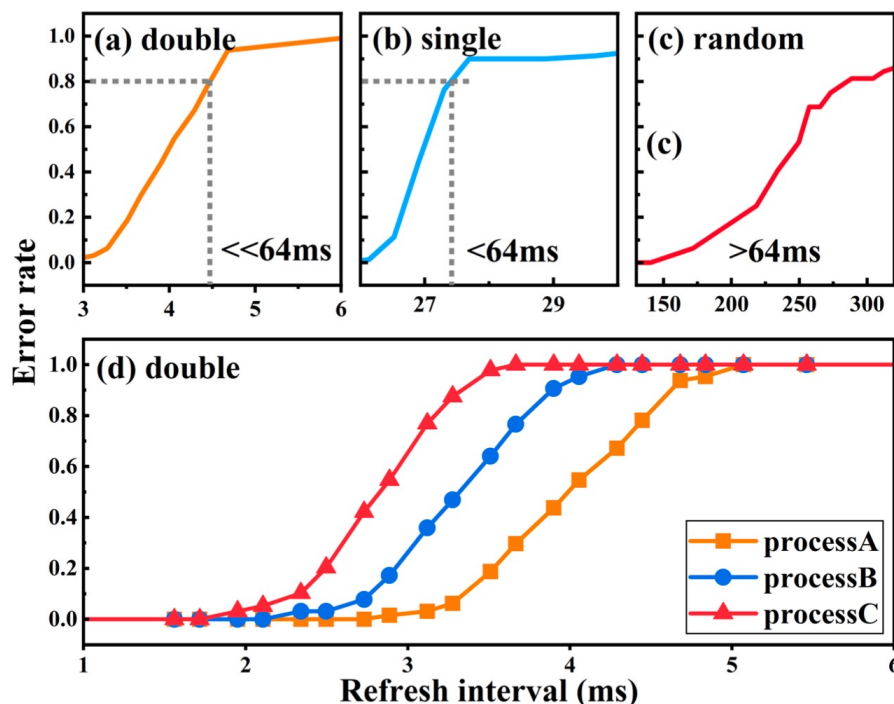 (a) double
(b) single
(c) random
1.0
0.8
0.6
0.4
0.2
0.0
(c)
<<64ms
<64ms
>64ms
3 4 5 6
27 29
150 200 250 300
Error rate
(d) double
1.0
0.8
0.6
0.4
0.2
0.0
processA
processB
processC
1 2 3 4 5 6
Refresh interval (ms)